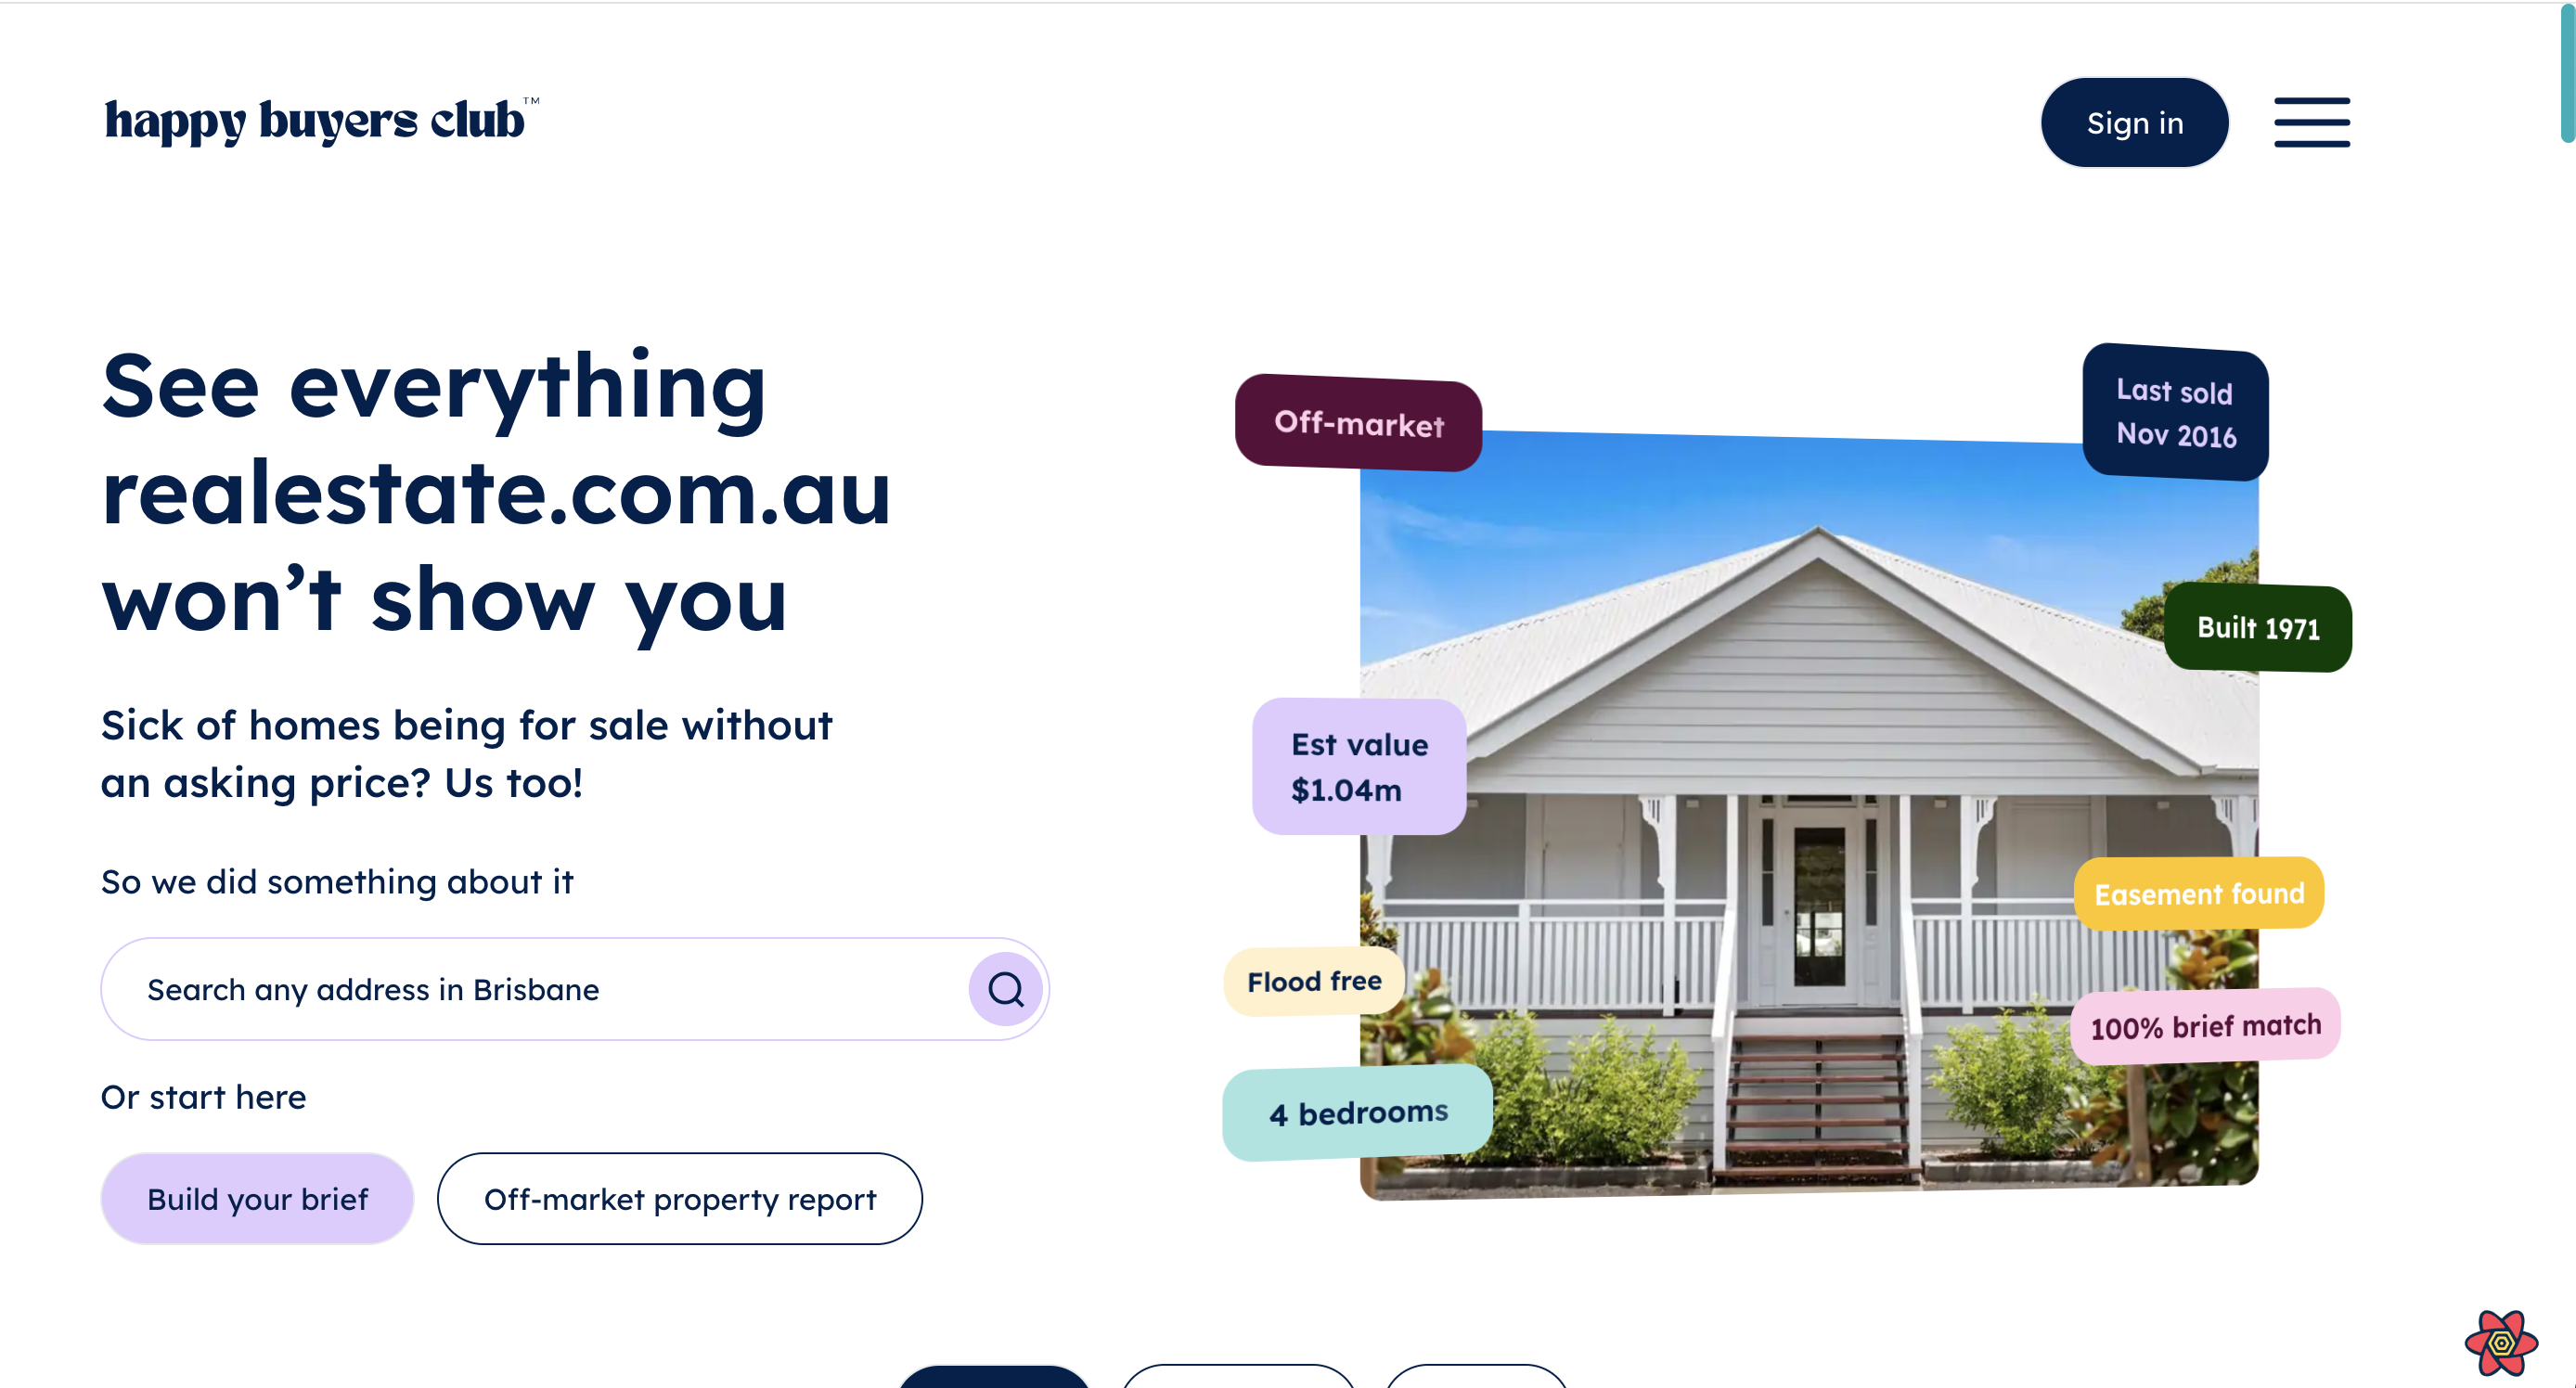 happy buyers club™
Sign in
See everything
realestate.com.au
won’t show you
Sick of homes being for sale without
an asking price? Us too!
So we did something about it
Search any address in Brisbane
Or start here
Build your brief
Off-market property report
Off-market
Last sold
Nov 2016
Built 1971
Est value
$1.04m
Easement found
Flood free
100% brief match
4 bedrooms